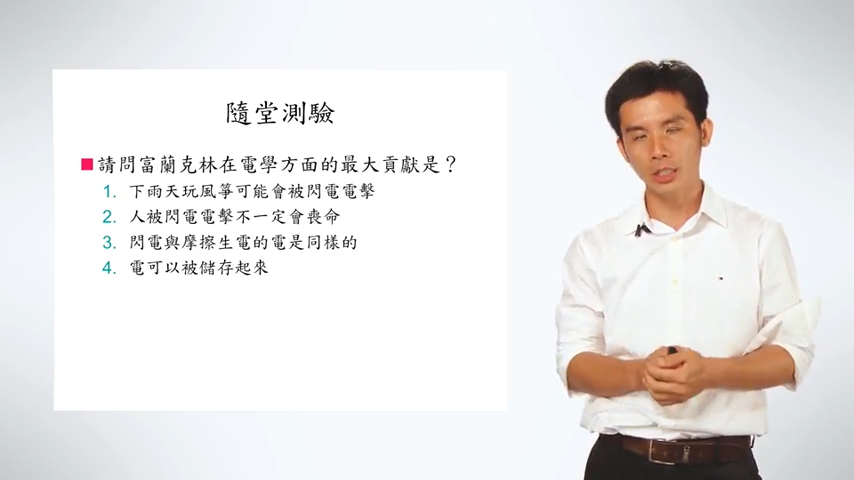 隨堂測驗
請問富蘭克林在電學方面的最大貢獻是？
1. 下雨天玩風箏可能會被閃電電擊
2. 人被閃電電擊不一定會喪命
3. 閃電與摩擦生電的電是同樣的
4. 電可以被儲存起來